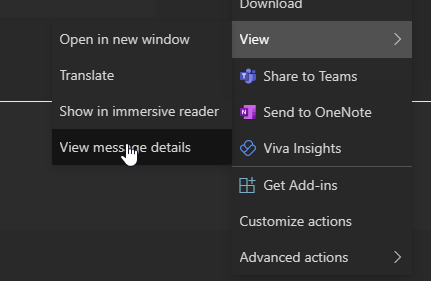 Download
View
Open in new window
Translate
Show in immersive reader
View message details
Share to Teams
Send to OneNote
Viva Insights
Get Add-ins
Customize actions
Advanced actions